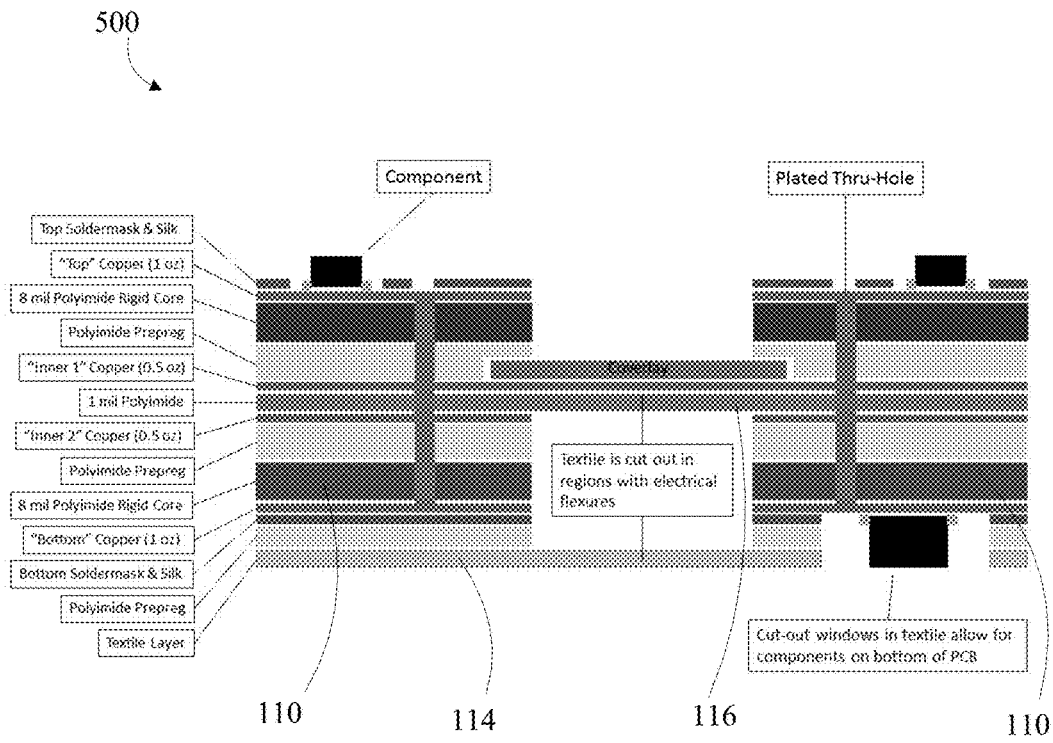 500
Component
Plated Thru-Hole
Top Soldermask & Silk
"Top" Copper (1 oz)
8 mil Polyimide Rigid Core
Polyimide Prepreg
"Inner 1" Copper (0.5 oz)
1 mil Polyimide
"Inner 2" Copper (0.5 oz)
Polyimide Prepreg
8 mil Polyimide Rigid Core
"Bottom" Copper (1 oz)
Bottom Soldermask & Silk
Polyimide Prepreg
Textile Layer
Coverlay
Textile is cut out in
regions with electrical
flexures
Cut-out windows in textile allow for
components on bottom of PCB
110
114
116
110